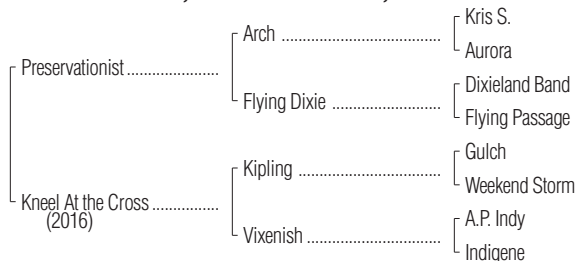 Kris S.
Arch ........................................
Aurora
Preservationist .......................
Dixieland Band
Flying Dixie ...........................
Flying Passage
Gulch
Kipling ....................................
Weekend Storm
Kneel At the Cross .................
(2016)
A.P. Indy
Vixenish ..................................
Indigene